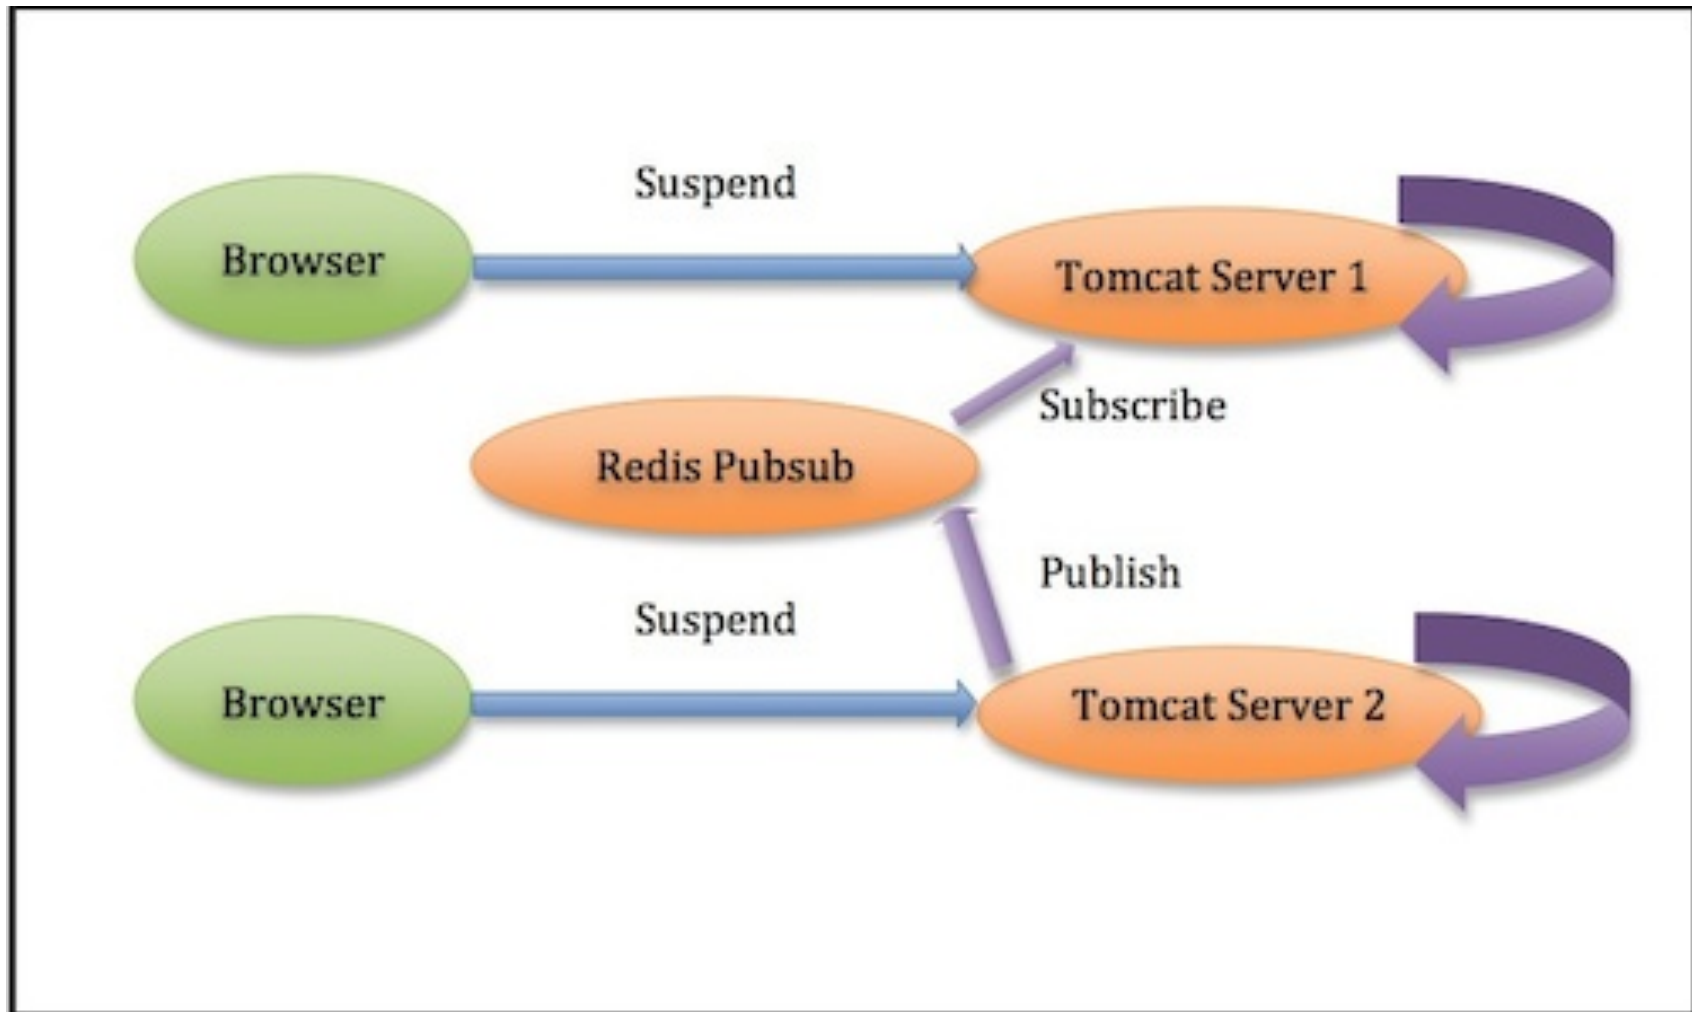 Suspend
Browser
Tomcat Server 1
Subscribe
Redis Pubsub
Publish
Suspend
Browser
Tomcat Server 2